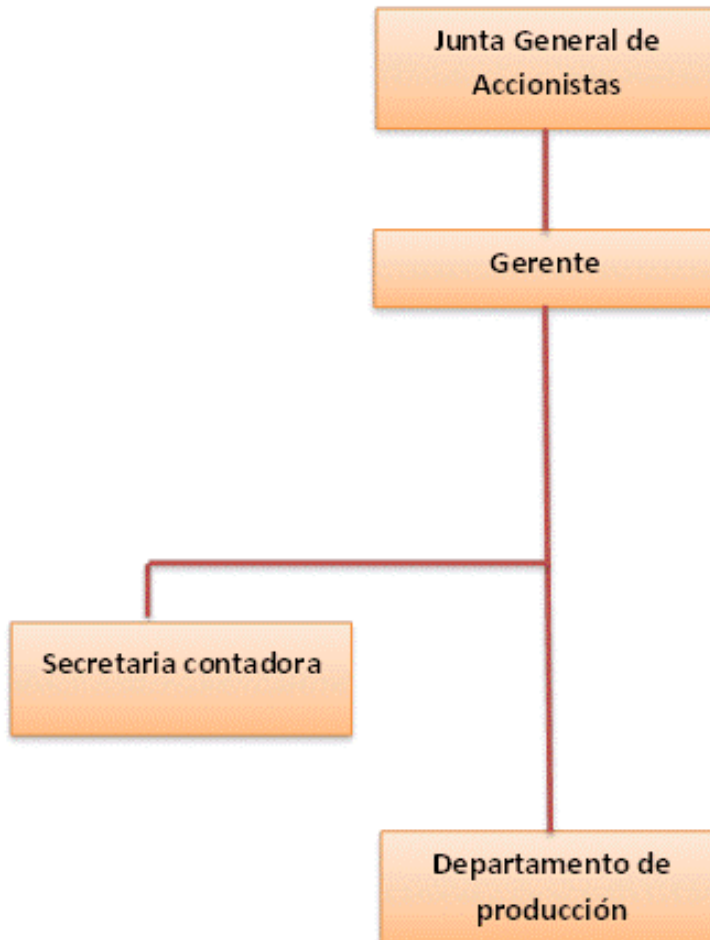 Junta General de
Accionistas
Gerente
Secretaria contadora
Departamento de
producción